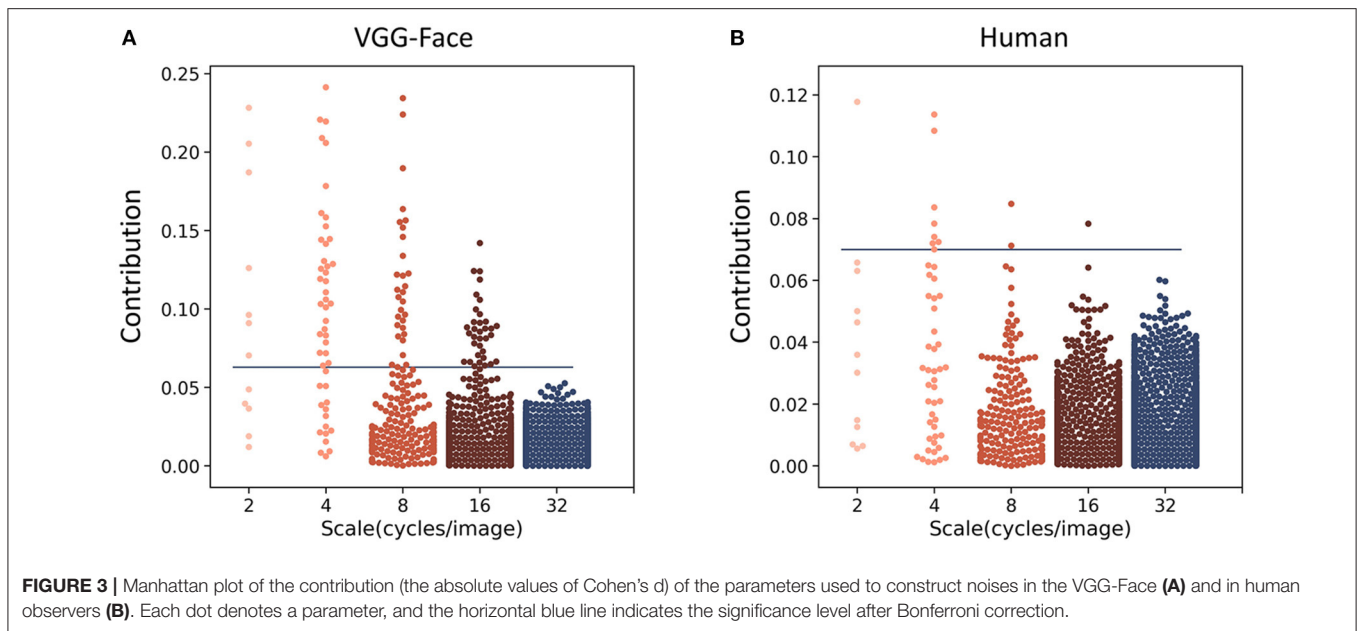 A
VGG-Face
0.25
0.20
0.15
0.10
0.05
0.00
Contribution
2 4 8 16 32
Scale(cycles/image)
B
Human
0.12
0.10
0.08
0.06
0.04
0.02
0.00
Contribution
2 4 8 16 32
Scale(cycles/image)
FIGURE 3 | Manhattan plot of the contribution (the absolute values of Cohen's d) of the parameters used to construct noises in the VGG-Face (A) and in human
observers (B). Each dot denotes a parameter, and the horizontal blue line indicates the significance level after Bonferroni correction.